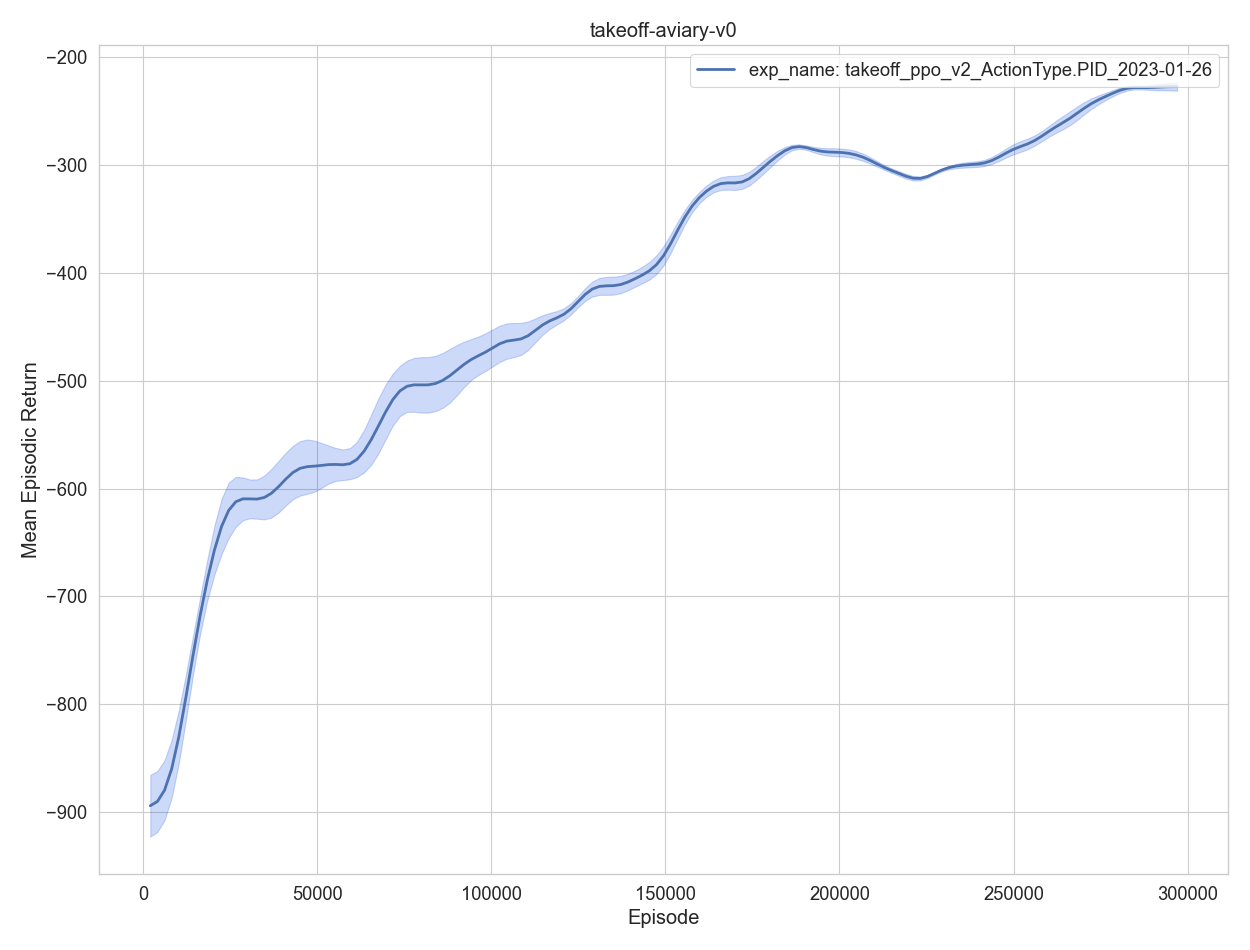 takeoff-aviary-v0
exp_name: takeoff_ppo_v2_ActionType.PID_2023-01-26
Mean Episodic Return
−200
−300
−400
−500
−600
−700
−800
−900
0 50000 100000 150000 200000 250000 300000
Episode